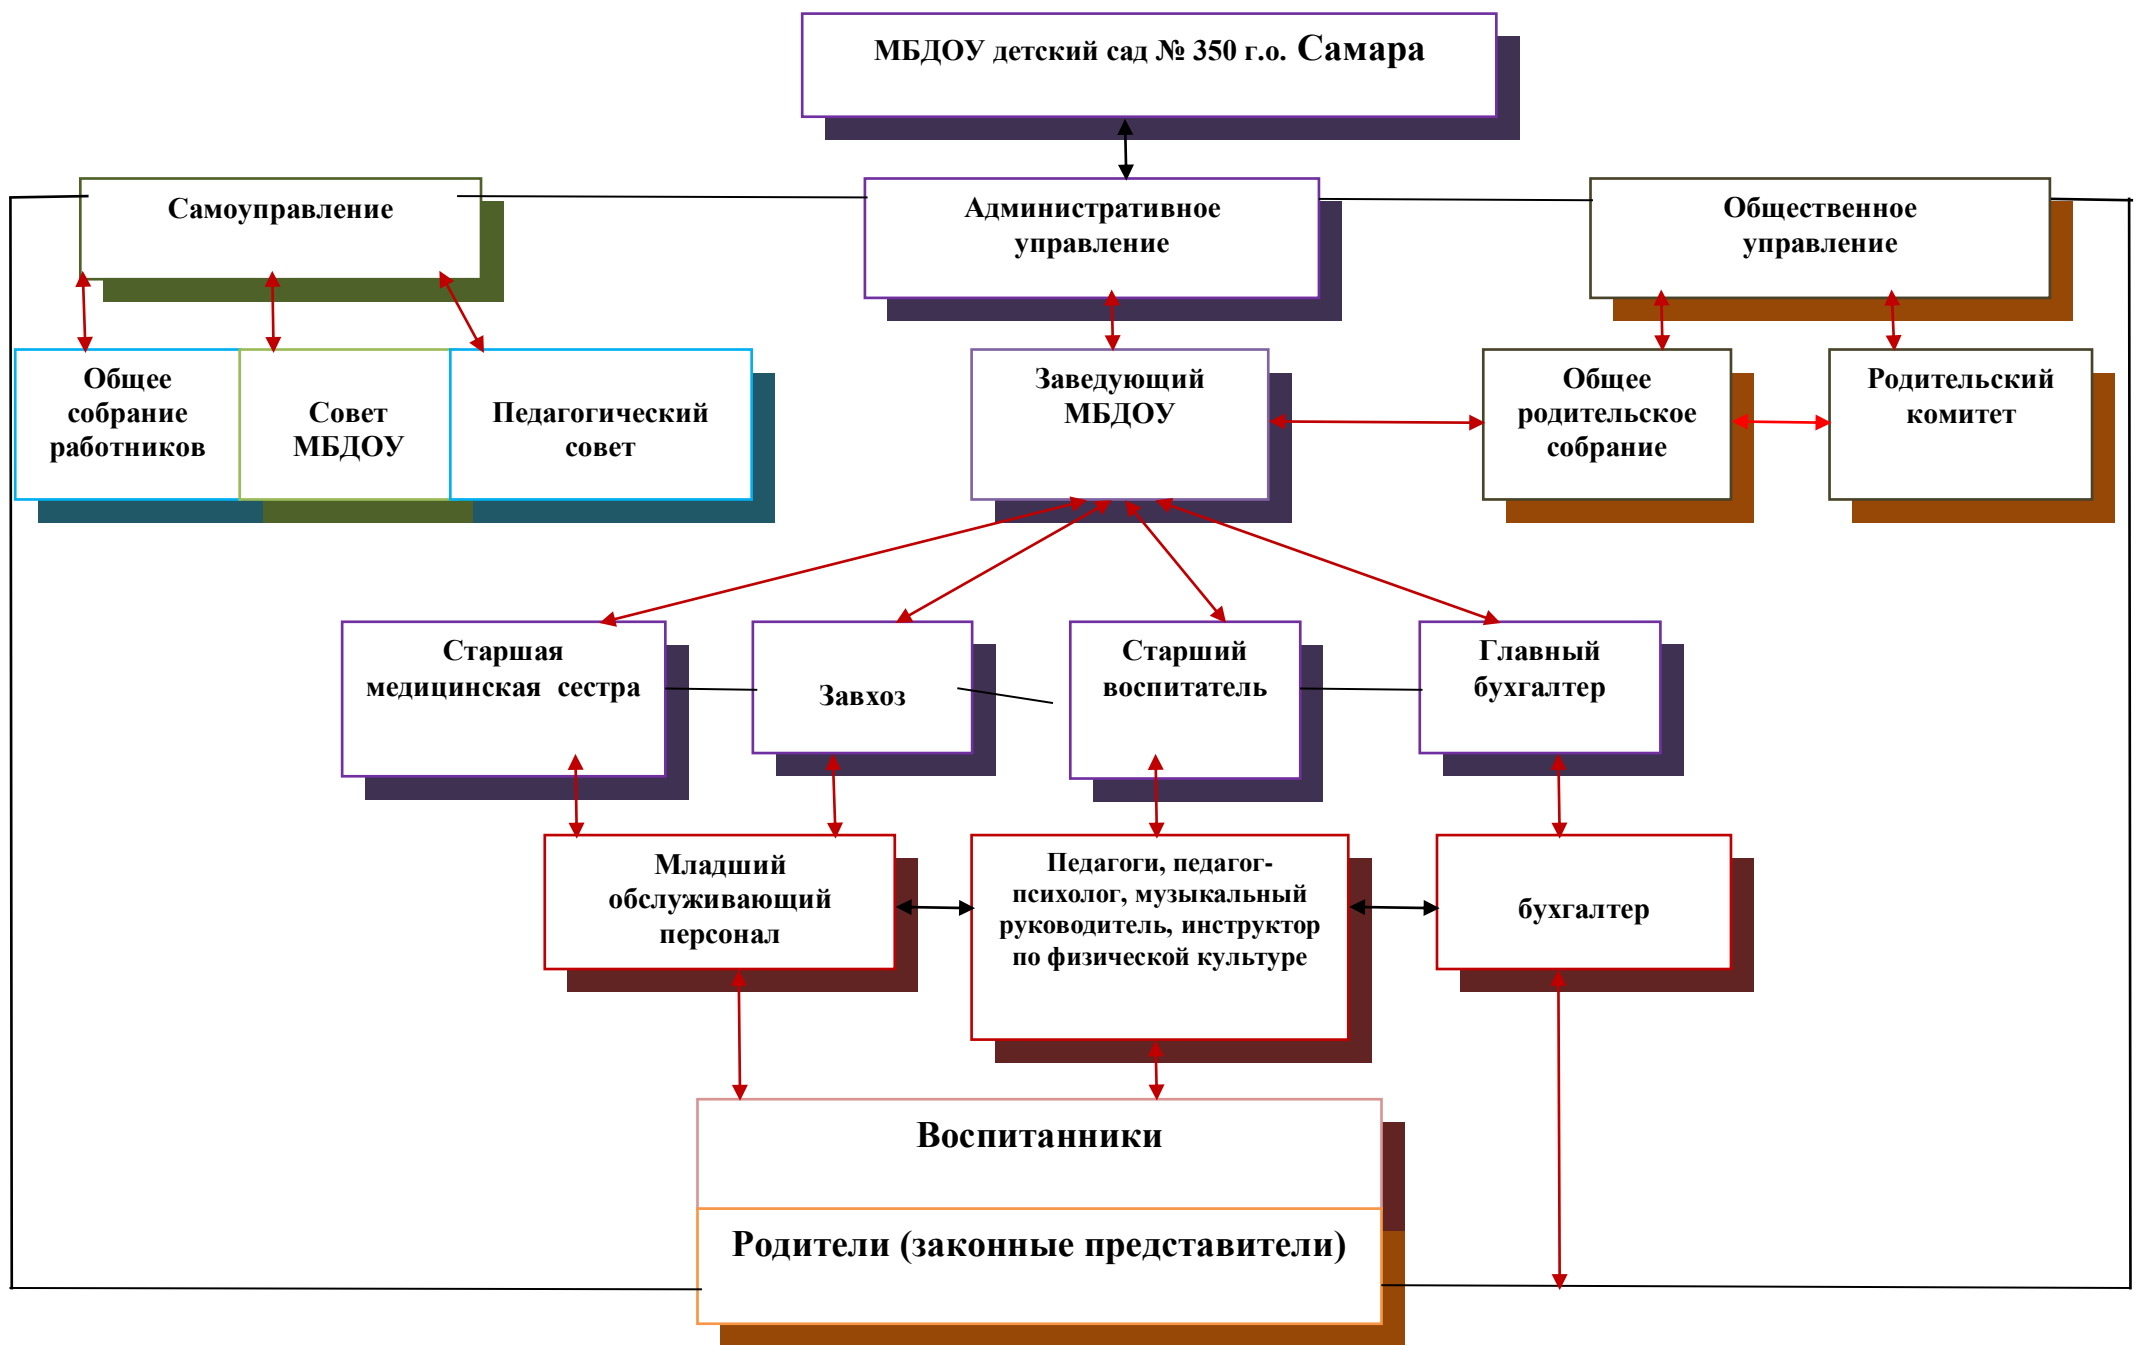 МБДОУ детский сад № 350 г.о. Самара
Самоуправление
Административное
управление
Общественное
управление
Общее
собрание
работников
Совет
МБДОУ
Педагогический
совет
Заведующий
МБДОУ
Общее
родительское
собрание
Родительский
комитет
Старшая
медицинская сестра
Завхоз
Старший
воспитатель
Главный
бухгалтер
Младший
обслуживающий
персонал
Педагоги, педагог-
психолог, музыкальный
руководитель, инструктор
по физической культуре
бухгалтер
Воспитанники
Родители (законные представители)